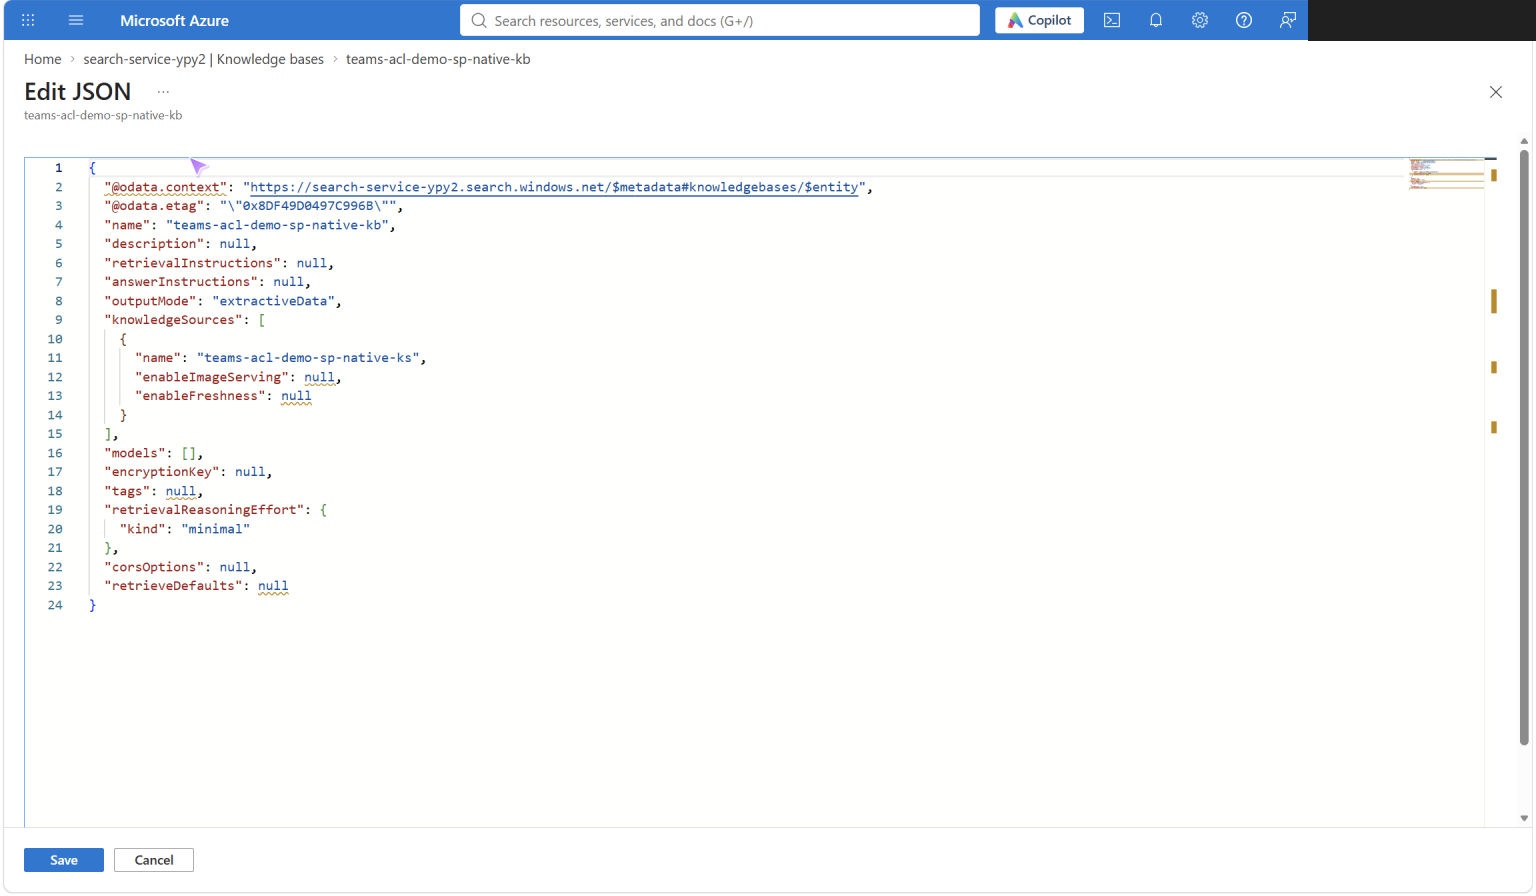 Microsoft Azure
Search resources, services, and docs (G+/)
Copilot
Home > search-service-ypy2 | Knowledge bases > teams-acl-demo-sp-native-kb
Edit JSON ...
teams-acl-demo-sp-native-kb
1 {
2 "@odata.context": "https://search-service-ypy2.search.windows.net/$metadata#knowledgebases/$entity",
3 "@odata.etag": "\"0x8DF49D0497C996B\"",
4 "name": "teams-acl-demo-sp-native-kb",
5 "description": null,
6 "retrievalInstructions": null,
7 "answerInstructions": null,
8 "outputMode": "extractiveData",
9 "knowledgeSources": [
10 {
11 "name": "teams-acl-demo-sp-native-ks",
12 "enableImageServing": null,
13 "enableFreshness": null
14 }
15 ],
16 "models": [],
17 "encryptionKey": null,
18 "tags": null,
19 "retrievalReasoningEffort": {
20 "kind": "minimal"
21 },
22 "corsOptions": null,
23 "retrieveDefaults": null
24 }
Save
Cancel